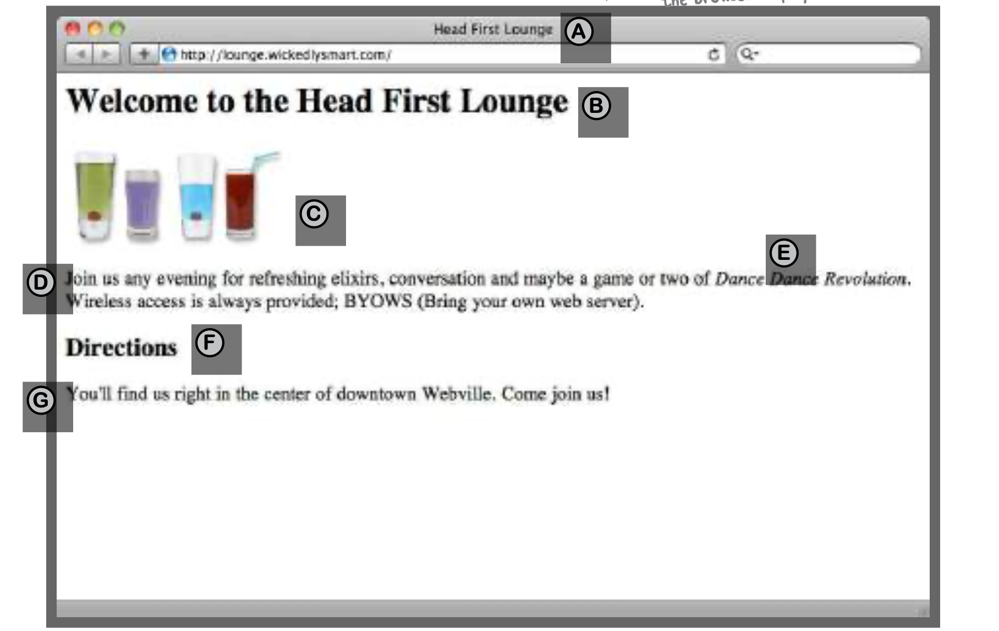 the
Head First Lounge
A
http://lounge.wickedlysmart.com/
Welcome to the Head First Lounge
B
C
E
D
Join us any evening for refreshing elixirs, conversation and maybe a game or two of Dance Dance Revolution.
Wireless access is always provided; BYOWS (Bring your own web server).
Directions
F
G
You'll find us right in the center of downtown Webville. Come join us!